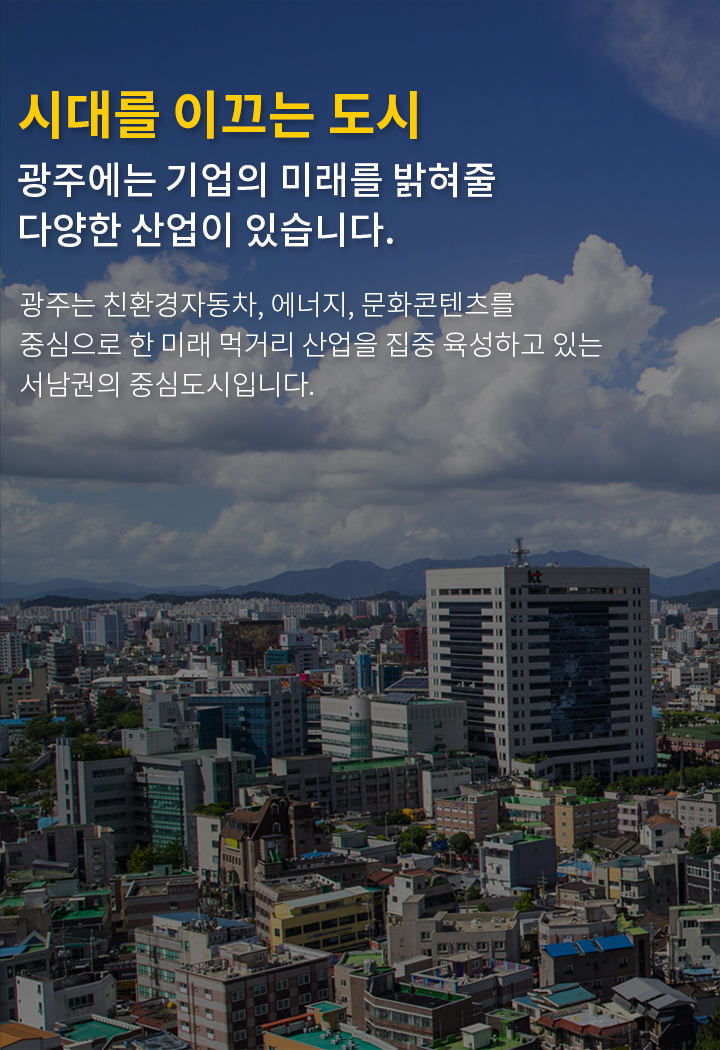 시대를 이끄는 도시
광주에는 기업의 미래를 밝혀줄
다양한 산업이 있습니다.
광주는 친환경자동차, 에너지, 문화콘텐츠를
중심으로 한 미래 먹거리 산업을 집중 육성하고 있는
서남권의 중심도시입니다.
kt